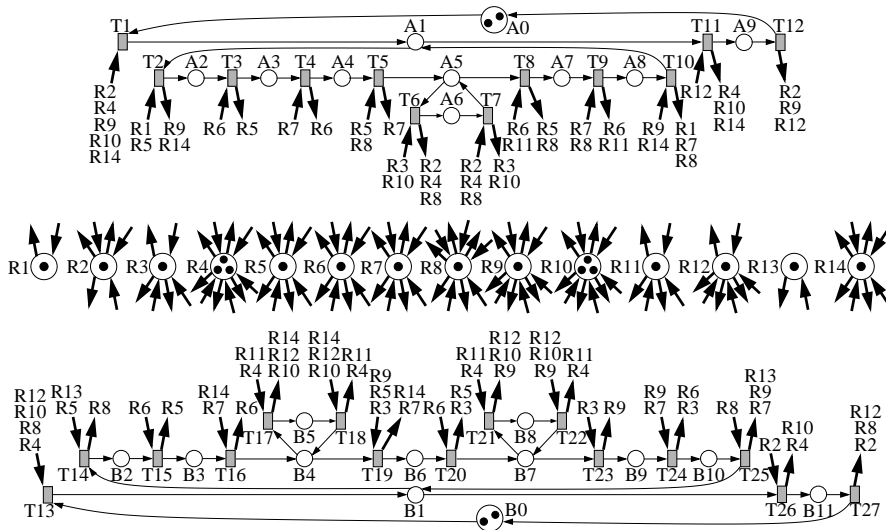 A0
T1 A1 T11 A9 T12
T2 A2 T3 A3 T4 A4 T5 A5 T8 A7 T9 A8 T10
T6 A6 T7
R2
R4
R9
R10
R14
R1
R5
R9
R14
R6 R5
R7 R6
R5
R8
R7
R3
R10
R2
R4
R8
R2
R4
R8
R3
R10
R6
R11
R5
R8
R7
R8
R6
R11
R9
R14
R1
R7
R8
R12
R4
R10
R14
R2
R9
R12
R1 R2 R3 R4 R5 R6 R7 R8 R9 R10 R11 R12 R13 R14
R12
R10
R8
R4
R13
R5
R8
R6 R5
R14
R7
R6
R11
R4
R14
R12
R10
R14
R12
R10
R11
R4
R9
R5
R3
R14
R7
R6
R5
R3
R11
R4
R12
R10
R9
R12
R10
R9
R11
R4
R3 R9
R9
R7
R6
R3
R8
R13
R9
R7
R2
R10
R4
R12
R8
R2
T17 B5 T18 T21 B8 T22
T14 B2 T15 B3 T16 B4 T19 B6 T20 B7 T23 B9 T24 B10 T25
T13 B1 B0 T26 B11 T27